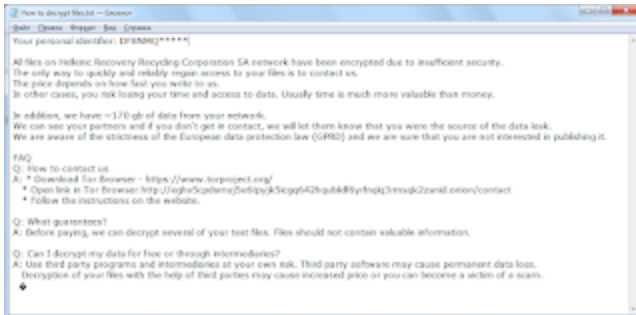 How to decrypt files.txt — Блокнот
Файл Правка Формат Вид Справка
Your personal identifier:
All files on Hellenic Recovery Recycling Corporation SA network have been encrypted due to insufficient security.
The only way to quickly and reliably regain access to your files is to contact us.
The price depends on how fast you write to us.
In other cases, you risk losing your time and access to data. Usually time is much more valuable than money.
In addition, we have ~170 gb of data from your network.
We can see your partners and if you don't get in contact, we will let them know that you were the source of the data leak.
We are aware of the strictness of the European data protection law (GPRD) and we are sure that you are not interested in publishing it.
FAQ
Q: How to contact us
A: * Download Tor Browser - https://www.torproject.org/
* Open link in Tor Browser
* Follow the instructions on the website.
Q: What guarantees?
A: Before paying, we can decrypt several of your test files. Files should not contain valuable information.
Q: Can I decrypt my data for free or through intermediaries?
A: Use third party programs and intermediaries at your own risk. Third party software may cause permanent data loss.
Decryption of your files with the help of third parties may cause increased price or you can become a victim of a scam.